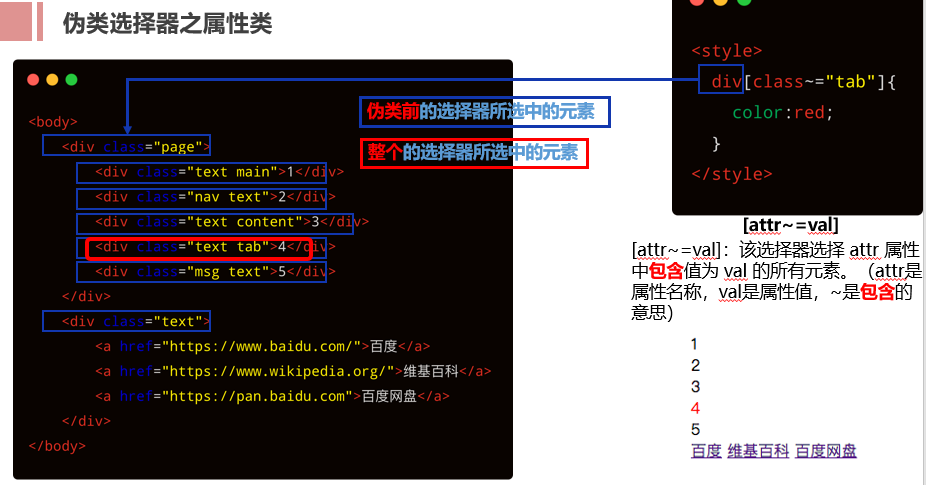 伪类选择器之属性类
<body>
<div class="page">
<div class="text main">1</div>
<div class="nav text">2</div>
<div class="text content">3</div>
<div class="text tab">4</div>
<div class="msg text">5</div>
</div>
<div class="text">
<a href="https://www.baidu.com/">百度</a>
<a href="https://www.wikipedia.org/">维基百科</a>
<a href="https://pan.baidu.com">百度网盘</a>
</div>
</body>
伪类前的选择器所选中的元素
整个的选择器所选中的元素
<style>
div[class~="tab"]{
color:red;
}
</style>
[attr~=val]
[attr~=val]：该选择器选择 attr 属性
中包含值为 val 的所有元素。（attr是
属性名称，val是属性值，~是包含的
意思）
1
2
3
4
5
百度 维基百科 百度网盘